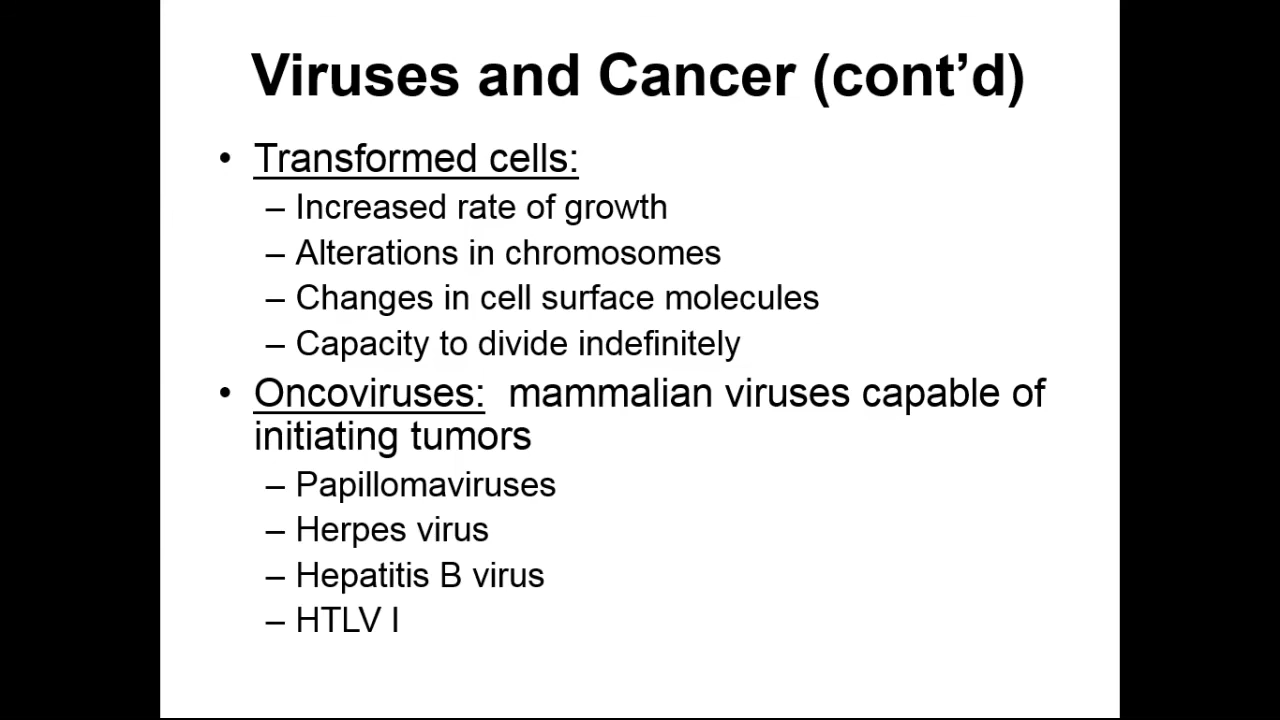 Viruses and Cancer (cont’d)
• Transformed cells:
– Increased rate of growth
– Alterations in chromosomes
– Changes in cell surface molecules
– Capacity to divide indefinitely
• Oncoviruses:  mammalian viruses capable of
initiating tumors
– Papillomaviruses
– Herpes virus
– Hepatitis B virus
– HTLV I